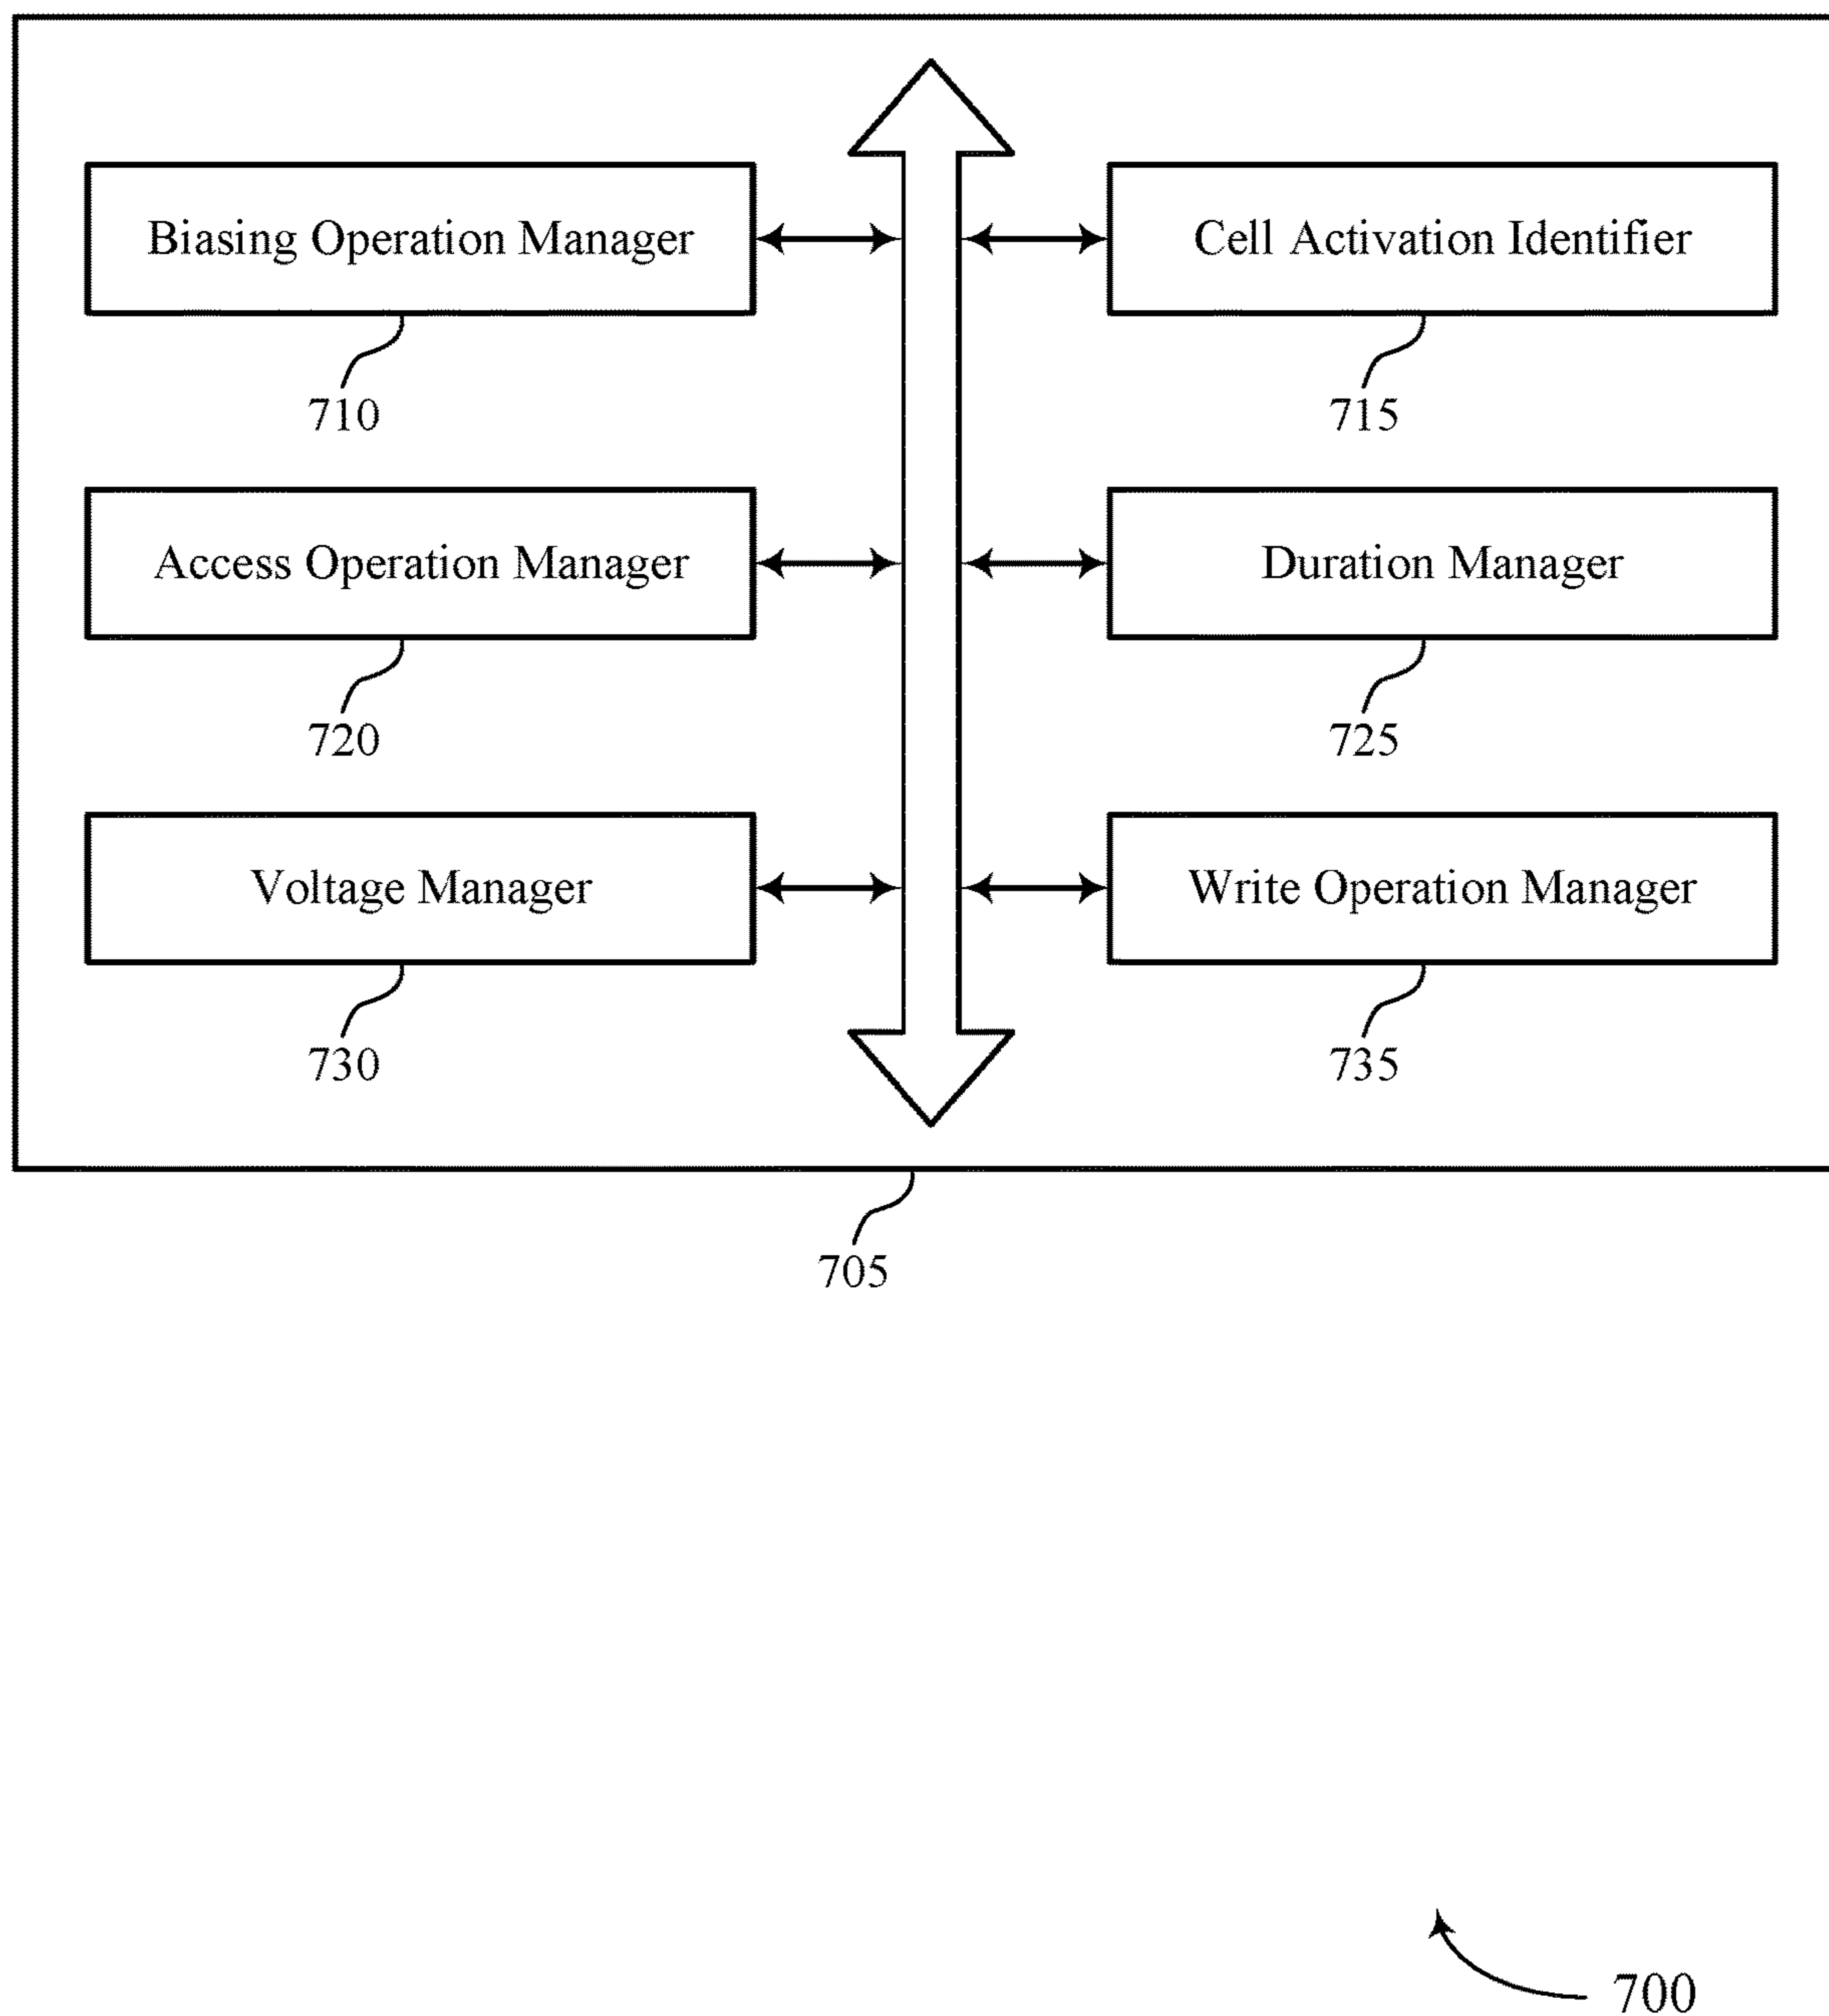 Biasing Operation Manager
Cell Activation Identifier
710
715
Access Operation Manager
Duration Manager
720
725
Voltage Manager
Write Operation Manager
730
735
705
700